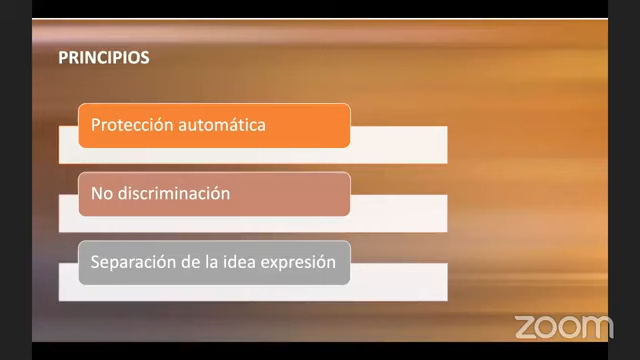 PRINCIPIOS
Protección automática
No discriminación
Separación de la idea expresión
zoom